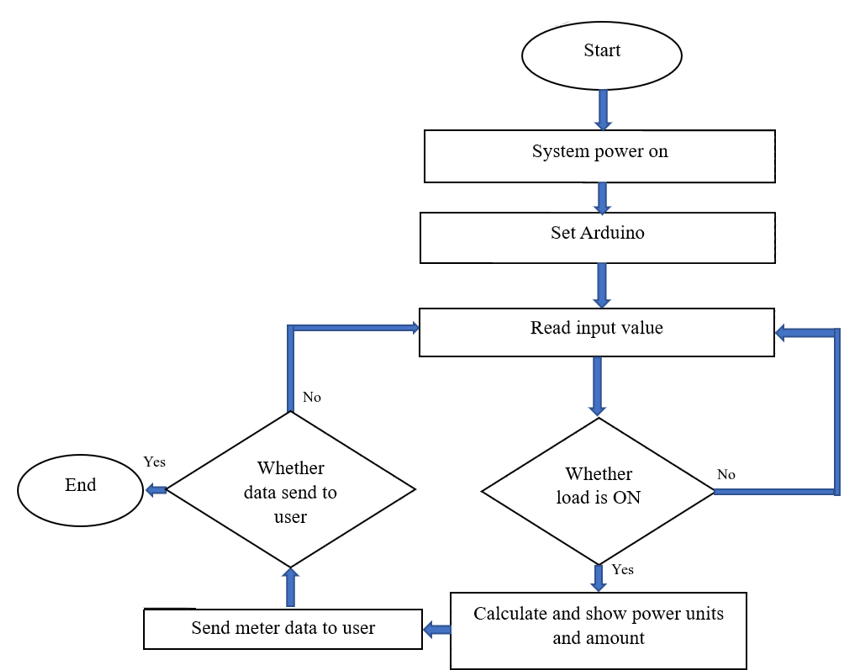 Start
System power on
Set Arduino
Read input value
No
Whether
data send to
user
Yes
End
Whether
load is ON
No
Yes
Calculate and show power units
and amount
Send meter data to user